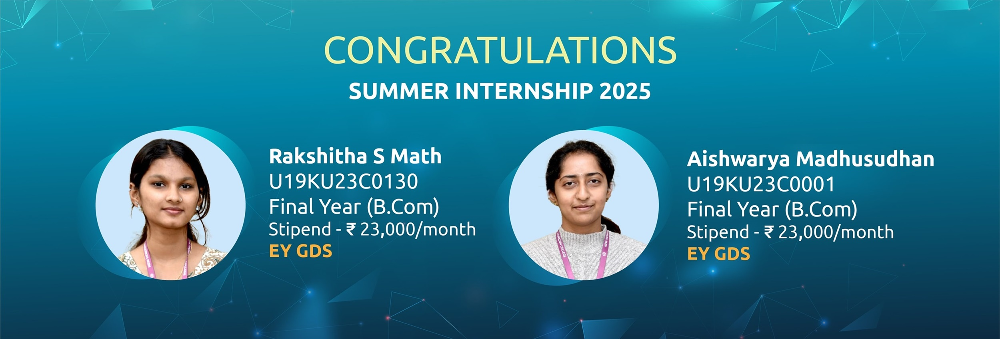 CONGRATULATIONS
SUMMER INTERNSHIP 2025
Rakshitha S Math
U19KU23C0130
Final Year (B.Com)
Stipend - ₹ 23,000/month
EY GDS
Aishwarya Madhusudhan
U19KU23C0001
Final Year (B.Com)
Stipend - ₹ 23,000/month
EY GDS